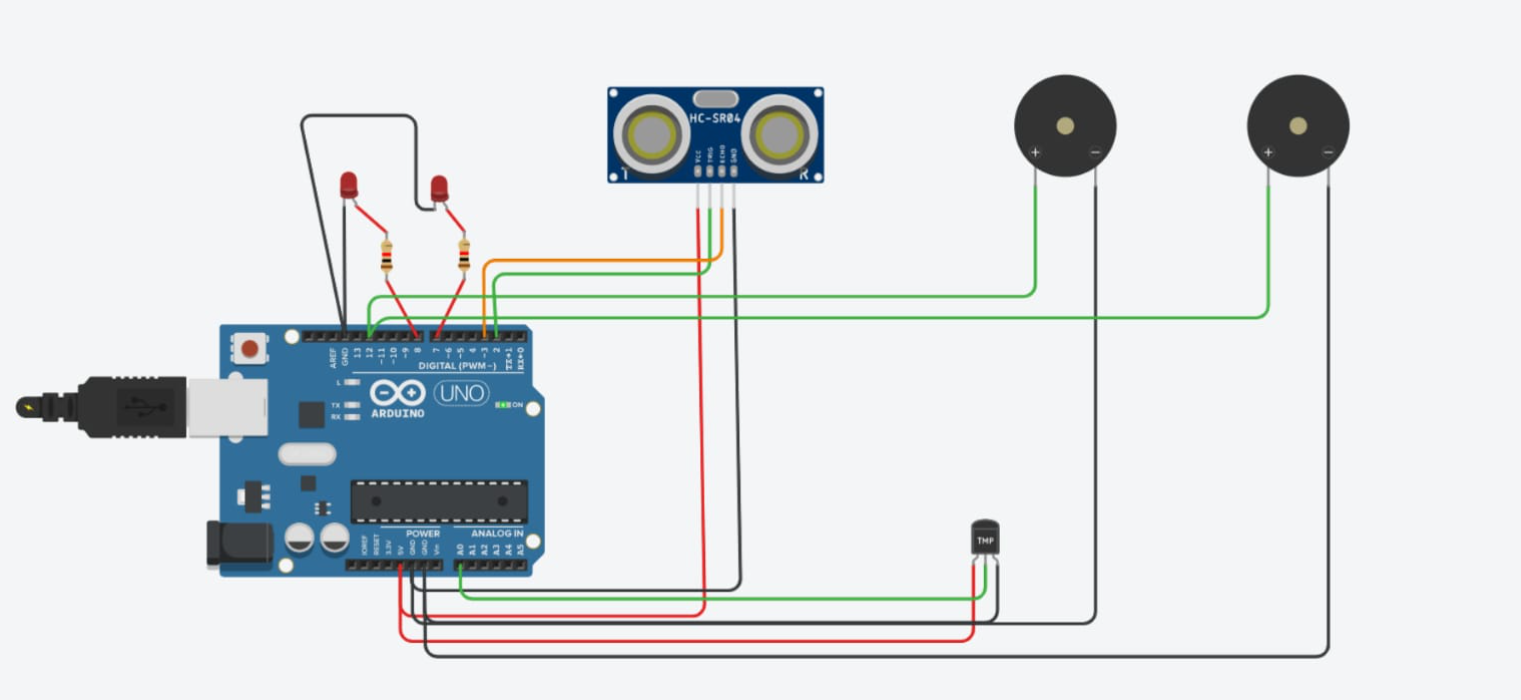 HC-SR04
VCC
TRIG
ECHO
GND
T
R
+
−
+
−
AREF
GND
13
12
~11
~10
~9
8
7
~6
~5
4
~3
2
TX→1
RX←0
DIGITAL (PWM~)
L
TX
RX
ARDUINO
UNO
ON
POWER
ANALOG IN
IOREF
RESET
3.3V
5V
GND
GND
Vin
A0
A1
A2
A3
A4
A5
TMP